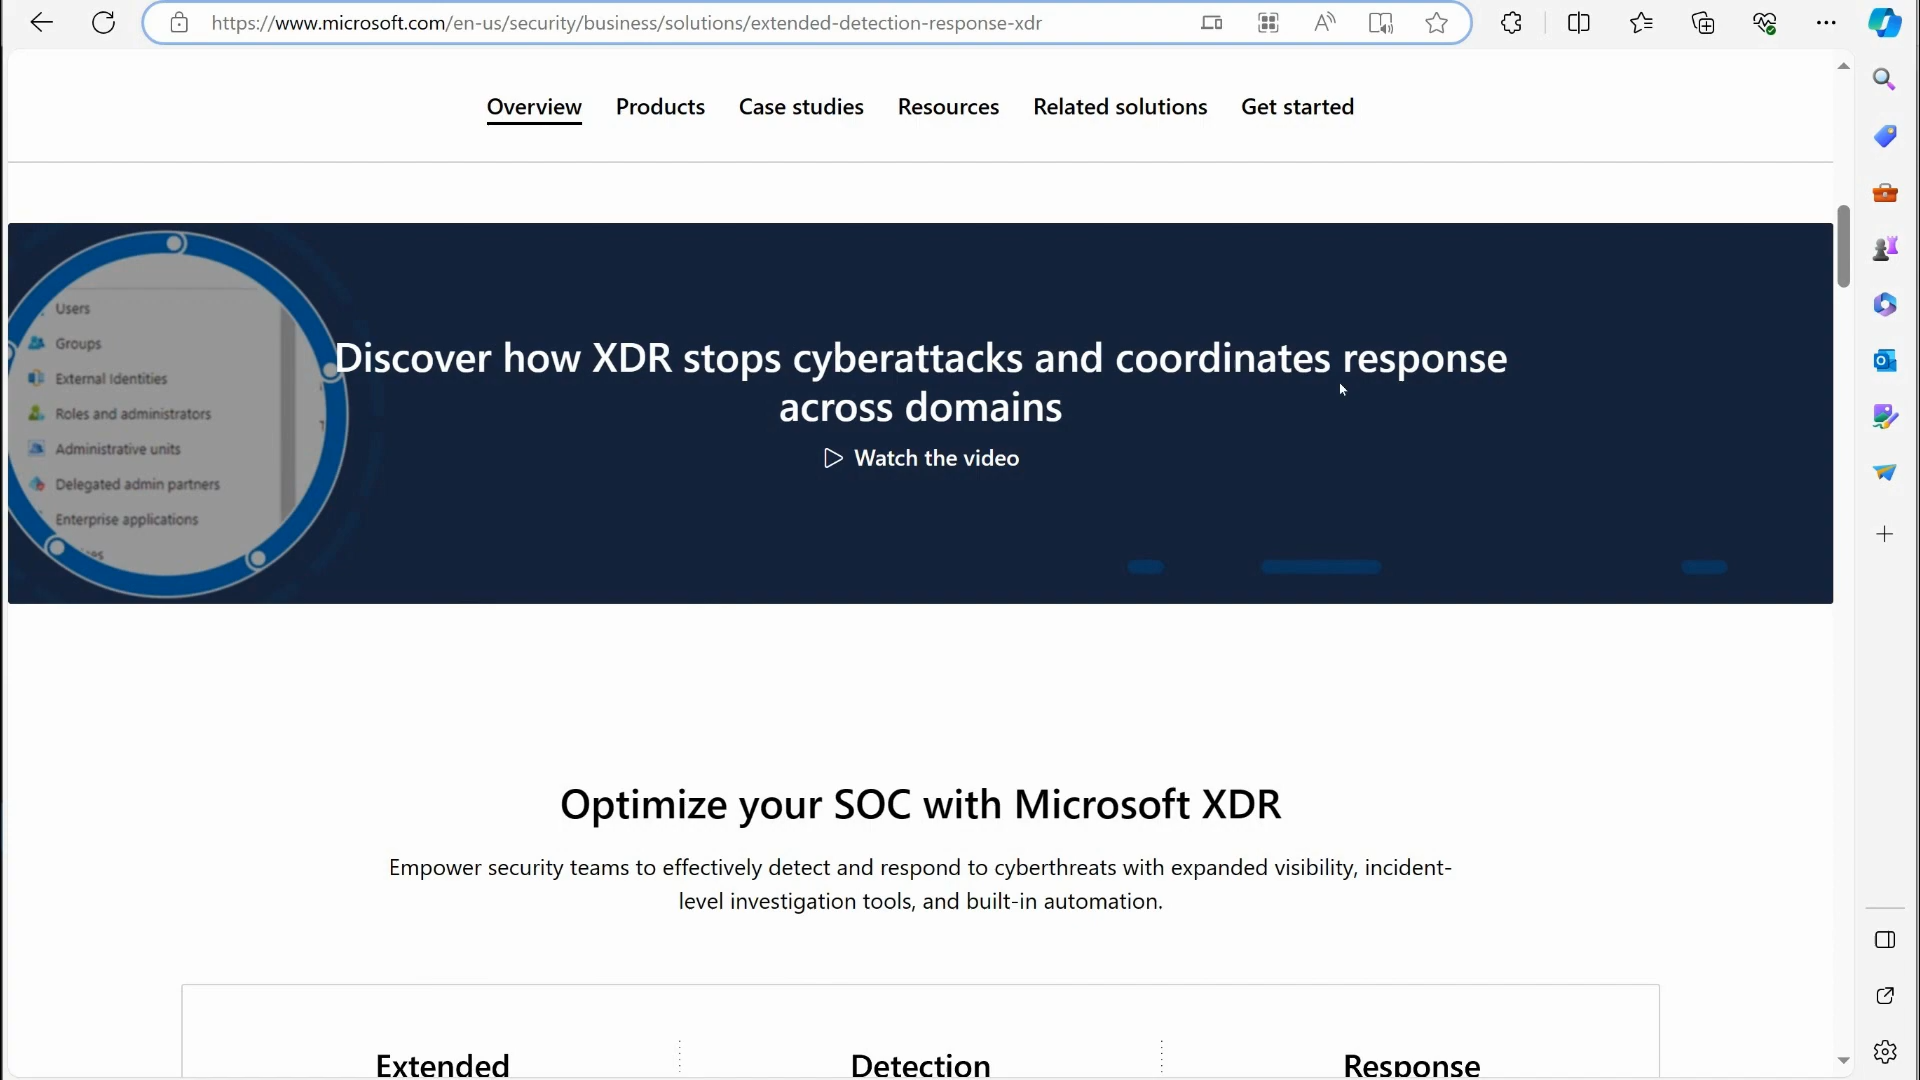 https://www.microsoft.com/en-us/security/business/solutions/extended-detection-response-xdr
Overview Products Case studies Resources Related solutions Get started
Users
Groups
External Identities
Roles and administrators
Administrative units
Delegated admin partners
Enterprise applications
Discover how XDR stops cyberattacks and coordinates response
across domains
Watch the video
Optimize your SOC with Microsoft XDR
Empower security teams to effectively detect and respond to cyberthreats with expanded visibility, incident-
level investigation tools, and built-in automation.
Extended Detection Response